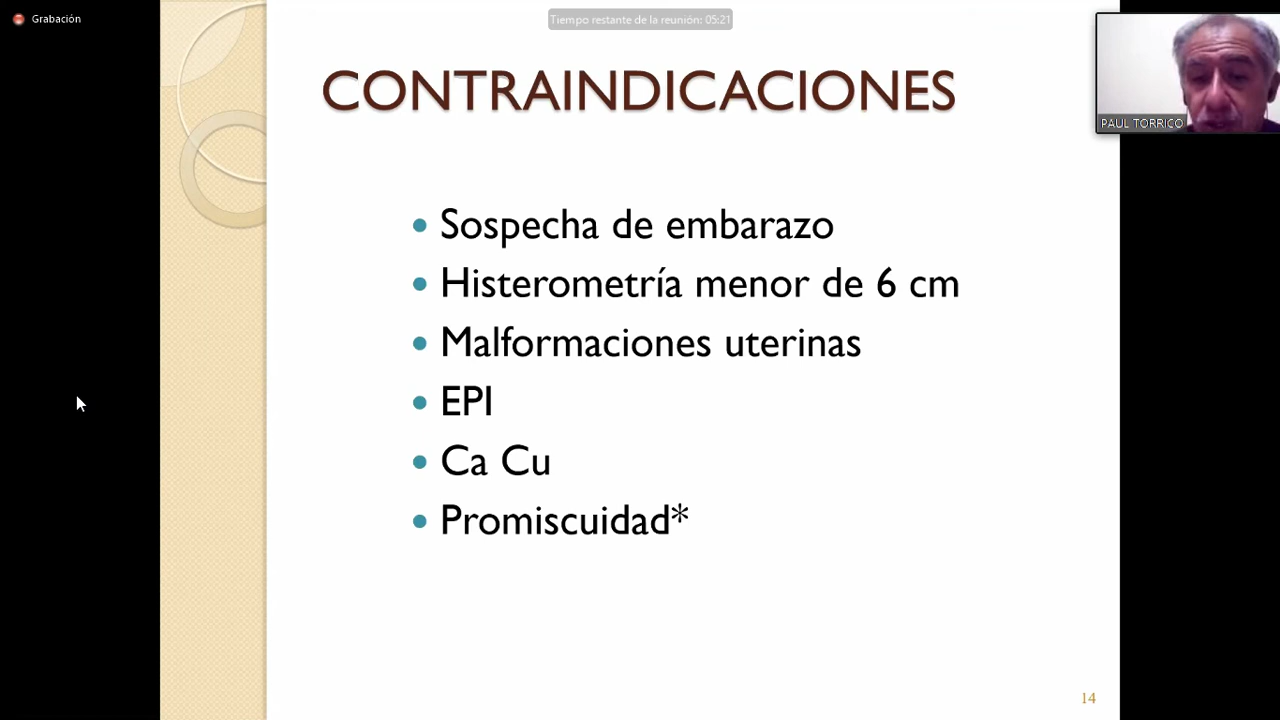 Grabación
Tiempo restante de la reunión: 05:21
PAUL TORRICO
CONTRAINDICACIONES
• Sospecha de embarazo
• Histerometría menor de 6 cm
• Malformaciones uterinas
• EPI
• Ca Cu
• Promiscuidad*
14